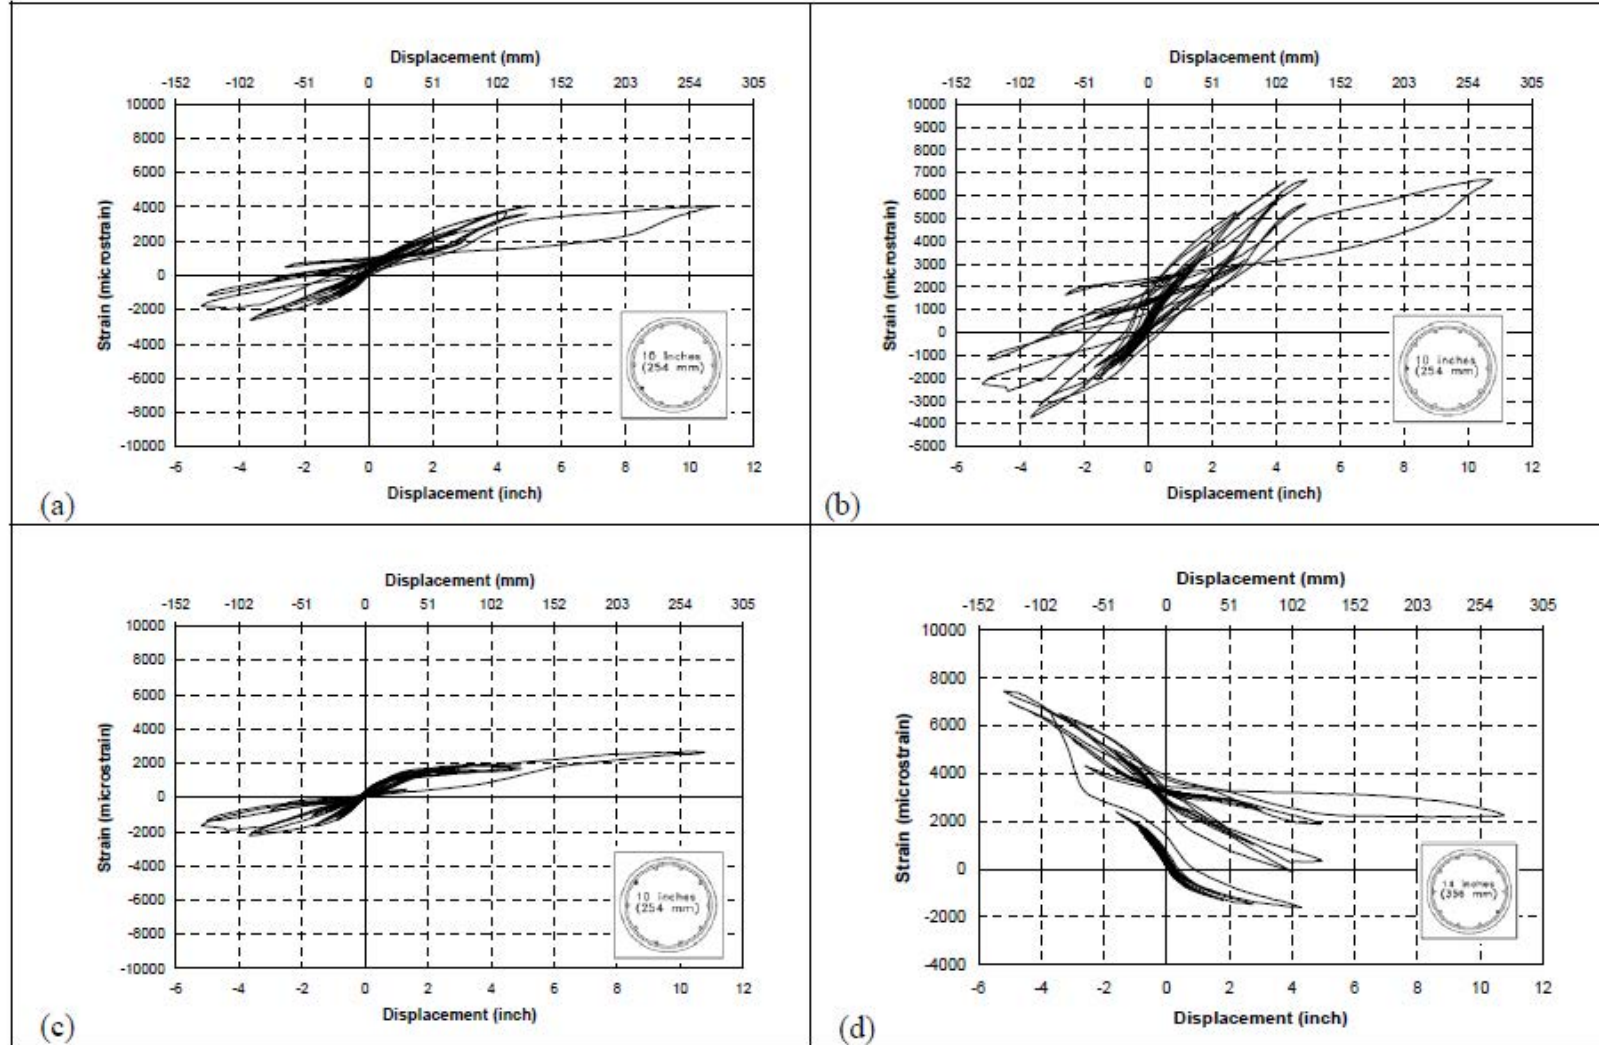 Displacement (mm)
-152 -102 -51 0 51 102 152 203 254 305
10000
8000
6000
4000
2000
0
-2000
-4000
-6000
-8000
-10000
Strain (microstrain)
10 inches
(254 mm)
-6 -4 -2 0 2 4 6 8 10 12
Displacement (inch)
(a)
Displacement (mm)
-152 -102 -51 0 51 102 152 203 254 305
10000
9000
8000
7000
6000
5000
4000
3000
2000
1000
0
-1000
-2000
-3000
-4000
-5000
Strain (microstrain)
10 inches
(254 mm)
-6 -4 -2 0 2 4 6 8 10 12
Displacement (inch)
(b)
Displacement (mm)
-152 -102 -51 0 51 102 152 203 254 305
10000
8000
6000
4000
2000
0
-2000
-4000
-6000
-8000
-10000
Strain (microstrain)
10 inches
(254 mm)
-6 -4 -2 0 2 4 6 8 10 12
Displacement (inch)
(c)
Displacement (mm)
-152 -102 -51 0 51 102 152 203 254 305
10000
8000
6000
4000
2000
0
-2000
-4000
Strain (microstrain)
14 inches
(356 mm)
-6 -4 -2 0 2 4 6 8 10 12
Displacement (inch)
(d)